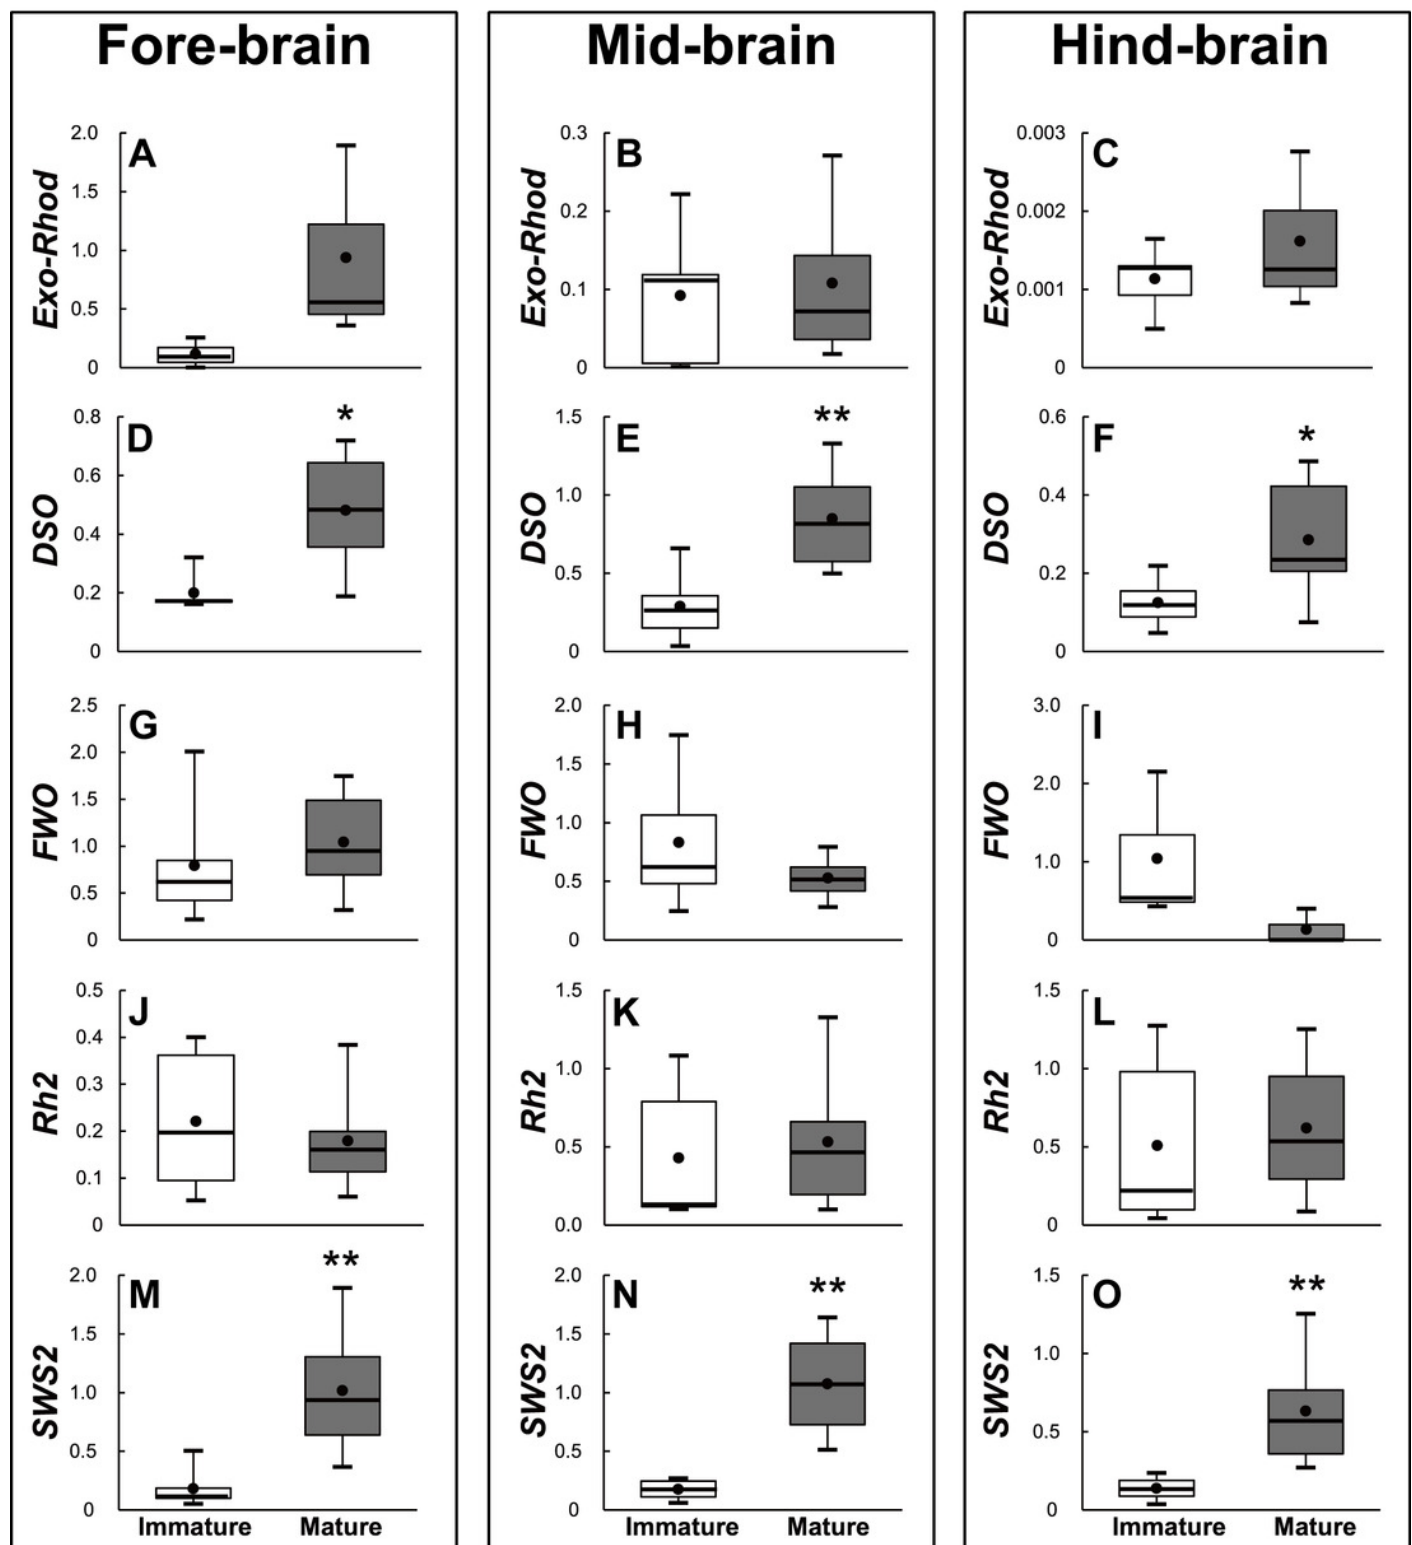 Fore-brain Mid-brain Hind-brain
A B C
Exo-Rhod Exo-Rhod Exo-Rhod
2.0 0.3 0.003
1.5 0.2 0.002
1.0 0.1 0.001
0.5 0 0
0
D * E ** F *
DSO DSO DSO
0.8 1.5 0.6
0.6 1.0 0.4
0.4 0.5 0.2
0.2 0 0
0
G H I
FWO FWO FWO
2.5 2.0 3.0
2.0 1.5 2.0
1.5 1.0 1.0
1.0 0.5 0
0.5 0
0
J K L
Rh2 Rh2 Rh2
0.5 1.5 1.5
0.4 1.0 1.0
0.3 0.5 0.5
0.2 0.0 0
0.1
0
M ** N ** O **
SWS2 SWS2 SWS2
2.0 2.0 1.5
1.5 1.5 1.0
1.0 1.0 0.5
0.5 0.5 0
0 0
Immature Mature Immature Mature Immature Mature